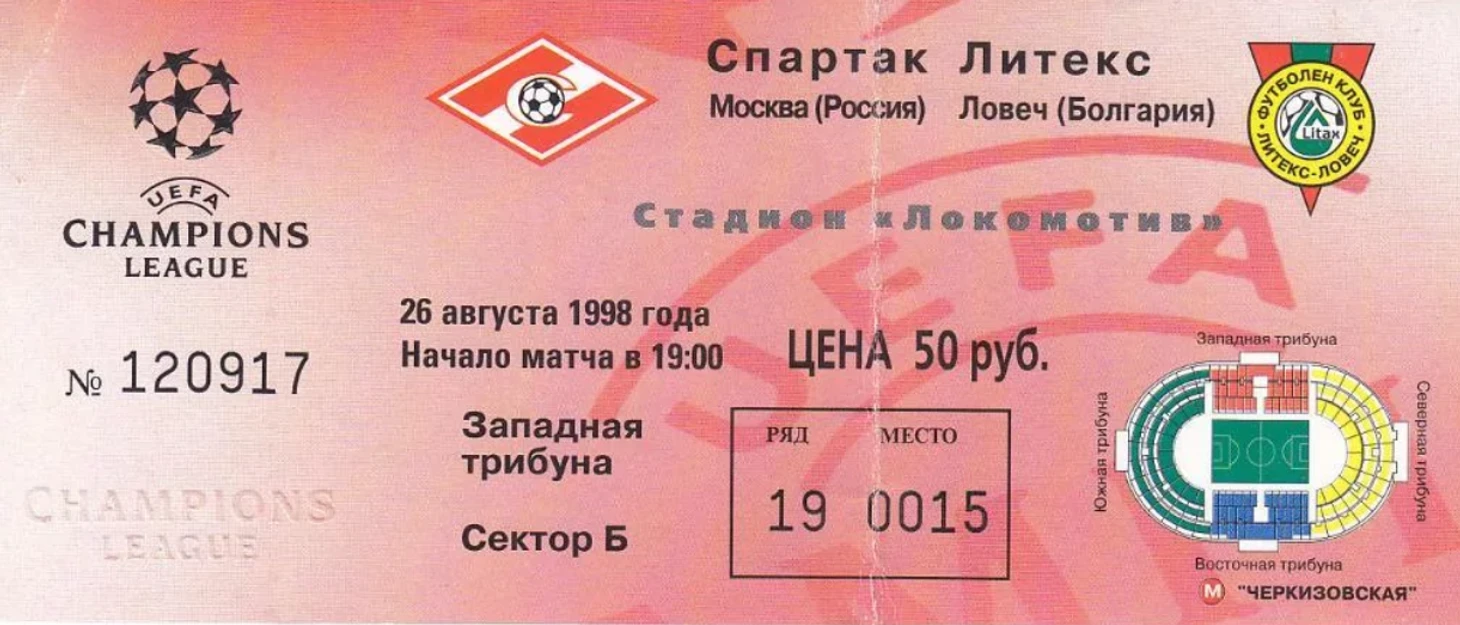 UEFA
CHAMPIONS
LEAGUE
Спартак Литекс
Москва (Россия) Ловеч (Болгария)
ФУТБОЛЕН КЛУБ
Litex
ЛИТЕКС-ЛОВЕЧ
Стадион «Локомотив»
UEFA
26 августа 1998 года
Начало матча в 19:00
ЦЕНА 50 руб.
№ 120917
Западная
трибуна
Сектор Б
РЯД МЕСТО
19 0015
CHAMPIONS
LEAGUE
Западная трибуна
Южная трибуна
Северная трибуна
Восточная трибуна
М "ЧЕРКИЗОВСКАЯ"